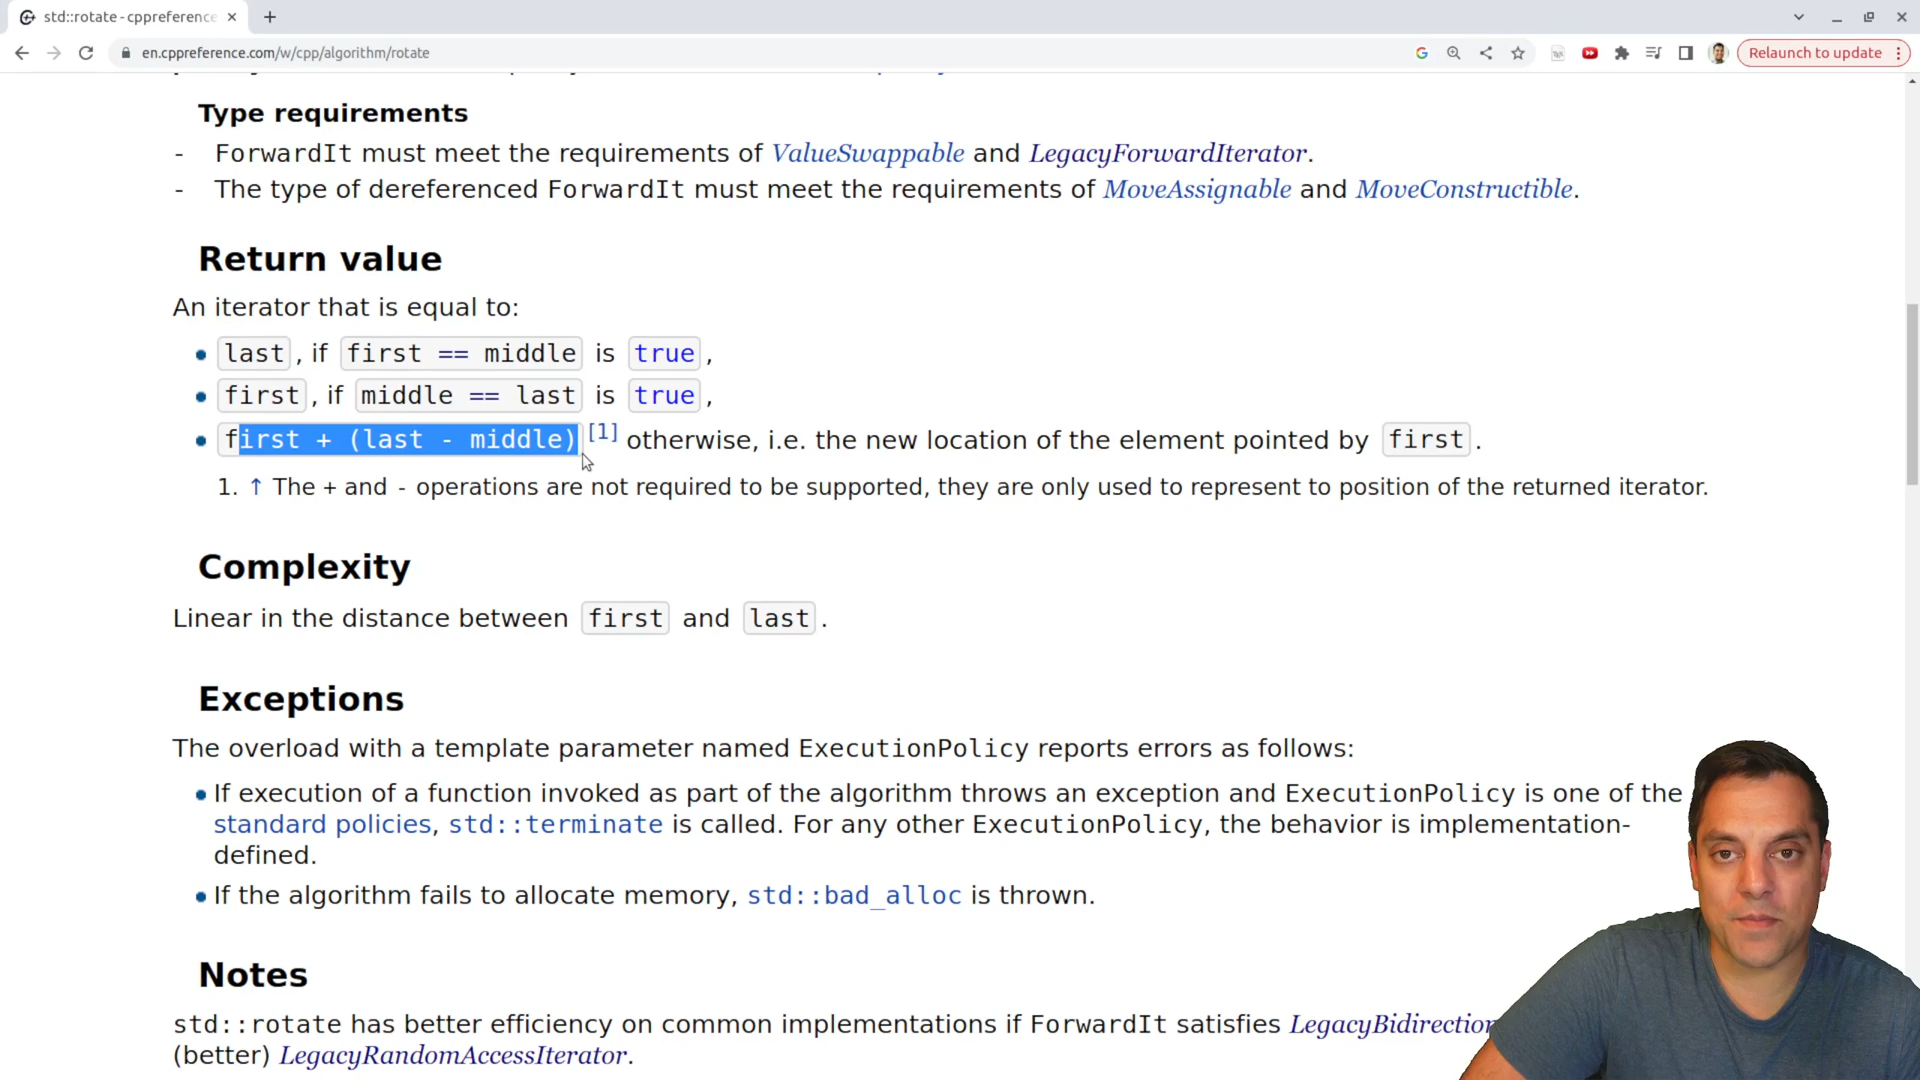 std::rotate - cppreference
en.cppreference.com/w/cpp/algorithm/rotate
Relaunch to update
Type requirements
- ForwardIt must meet the requirements of ValueSwappable and LegacyForwardIterator.
- The type of dereferenced ForwardIt must meet the requirements of MoveAssignable and MoveConstructible.
Return value
An iterator that is equal to:
last, if first == middle is true,
first, if middle == last is true,
first + (last - middle)[1] otherwise, i.e. the new location of the element pointed by first.
1. ↑ The + and - operations are not required to be supported, they are only used to represent to position of the returned iterator.
Complexity
Linear in the distance between first and last.
Exceptions
The overload with a template parameter named ExecutionPolicy reports errors as follows:
If execution of a function invoked as part of the algorithm throws an exception and ExecutionPolicy is one of the
standard policies, std::terminate is called. For any other ExecutionPolicy, the behavior is implementation-
defined.
If the algorithm fails to allocate memory, std::bad_alloc is thrown.
Notes
std::rotate has better efficiency on common implementations if ForwardIt satisfies LegacyBidirection
(better) LegacyRandomAccessIterator.